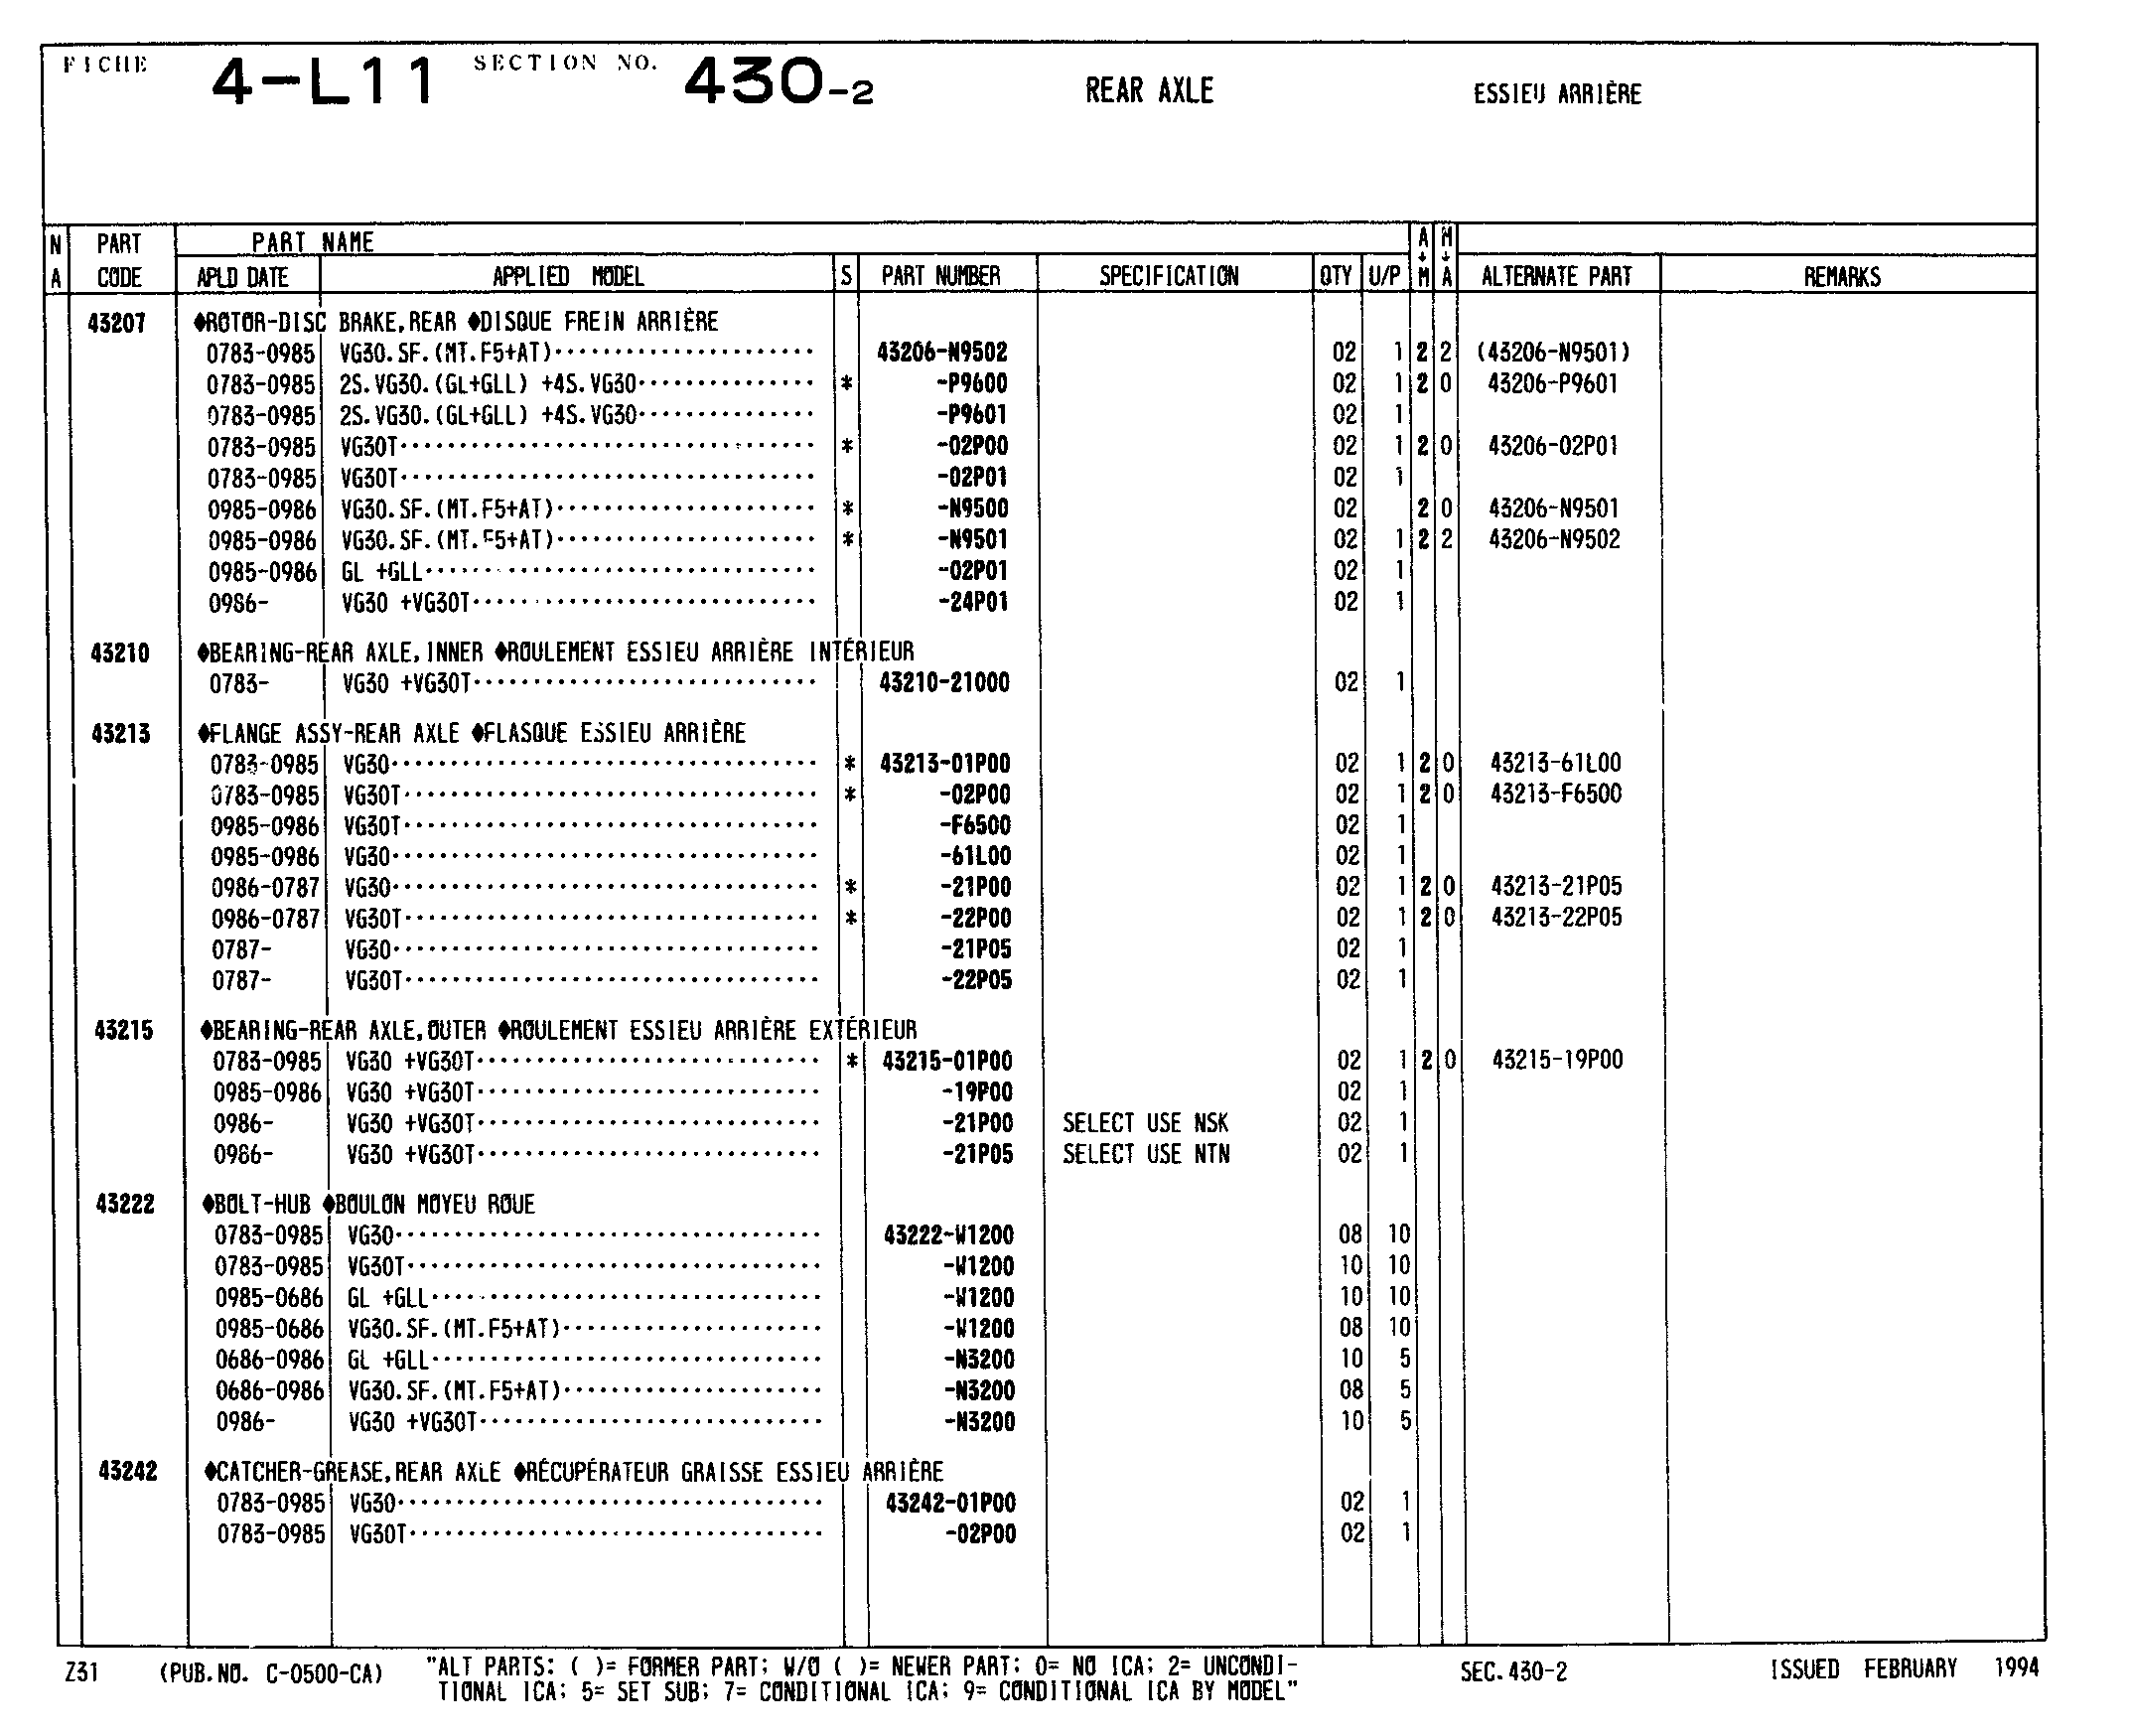 FICHE 4-L11 SECTION NO. 430-2 REAR AXLE ESSIEU ARRIÈRE
N PART PART NAME A M
A CODE APLD DATE APPLIED MODEL S PART NUMBER SPECIFICATION QTY U/P ↓M ↓A ALTERNATE PART REMARKS
43207 ♦ROTOR-DISC BRAKE,REAR ♦DISQUE FREIN ARRIÈRE
0783-0985 VG30.SF.(MT.F5+AT) 43206-N9502 02 1 2 2 (43206-N9501)
0783-0985 2S.VG30.(GL+GLL) +4S.VG30 * -P9600 02 1 2 0 43206-P9601
0783-0985 2S.VG30.(GL+GLL) +4S.VG30 -P9601 02 1
0783-0985 VG30T * -02P00 02 1 2 0 43206-02P01
0783-0985 VG30T -02P01 02 1
0985-0986 VG30.SF.(MT.F5+AT) * -N9500 02 2 0 43206-N9501
0985-0986 VG30.SF.(MT.F5+AT) * -N9501 02 1 2 2 43206-N9502
0985-0986 GL +GLL -02P01 02 1
0986- VG30 +VG30T -24P01 02 1
43210 ♦BEARING-REAR AXLE,INNER ♦ROULEMENT ESSIEU ARRIÈRE INTÉRIEUR
0783- VG30 +VG30T 43210-21000 02 1
43213 ♦FLANGE ASSY-REAR AXLE ♦FLASQUE ESSIEU ARRIÈRE
0783-0985 VG30 * 43213-01P00 02 1 2 0 43213-61L00
0783-0985 VG30T * -02P00 02 1 2 0 43213-F6500
0985-0986 VG30T -F6500 02 1
0985-0986 VG30 -61L00 02 1
0986-0787 VG30 * -21P00 02 1 2 0 43213-21P05
0986-0787 VG30T * -22P00 02 1 2 0 43213-22P05
0787- VG30 -21P05 02 1
0787- VG30T -22P05 02 1
43215 ♦BEARING-REAR AXLE,OUTER ♦ROULEMENT ESSIEU ARRIÈRE EXTÉRIEUR
0783-0985 VG30 +VG30T * 43215-01P00 02 1 2 0 43215-19P00
0985-0986 VG30 +VG30T -19P00 02 1
0986- VG30 +VG30T -21P00 SELECT USE NSK 02 1
0986- VG30 +VG30T -21P05 SELECT USE NTN 02 1
43222 ♦BOLT-HUB ♦BOULON MOYEU ROUE
0783-0985 VG30 43222-W1200 08 10
0783-0985 VG30T -W1200 10 10
0985-0686 GL +GLL -W1200 10 10
0985-0686 VG30.SF.(MT.F5+AT) -W1200 08 10
0686-0986 GL +GLL -N3200 10 5
0686-0986 VG30.SF.(MT.F5+AT) -N3200 08 5
0986- VG30 +VG30T -N3200 10 5
43242 ♦CATCHER-GREASE,REAR AXLE ♦RÉCUPÉRATEUR GRAISSE ESSIEU ARRIÈRE
0783-0985 VG30 43242-01P00 02 1
0783-0985 VG30T -02P00 02 1
Z31 (PUB.NO. C-0500-CA) "ALT PARTS: ( )= FORMER PART; W/O ( )= NEWER PART; 0= NO ICA; 2= UNCONDI- SEC.430-2 ISSUED FEBRUARY 1994
TIONAL ICA; 5= SET SUB; 7= CONDITIONAL ICA; 9= CONDITIONAL ICA BY MODEL"